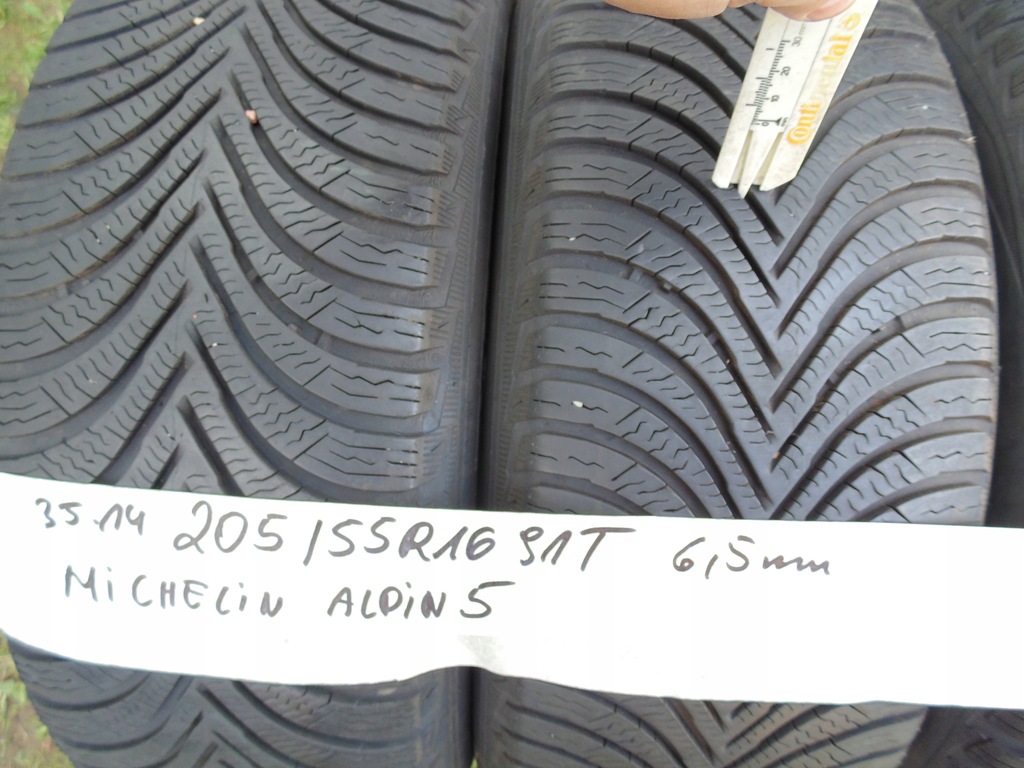 Continental
35.14 205/55R16 91T 6,5mm
MiCHELiN ALPiN 5